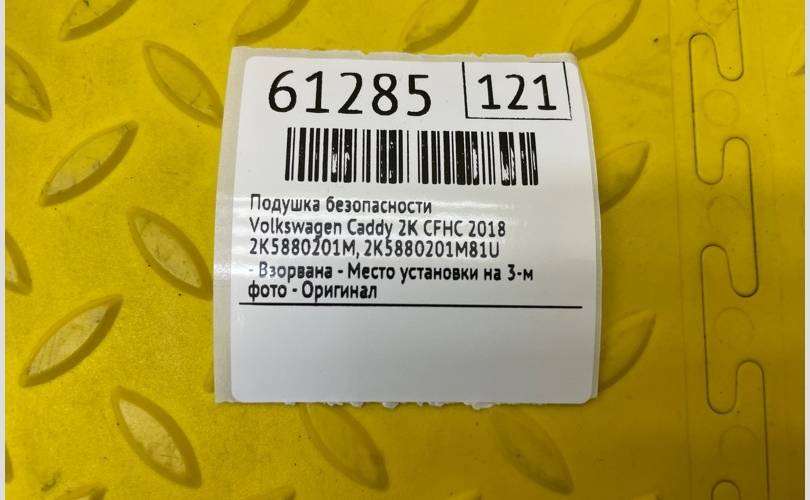 61285 121
Подушка безопасности
Volkswagen Caddy 2K CFHC 2018
2K5880201M, 2K5880201M81U
- Взорвана - Место установки на 3-м
фото - Оригинал